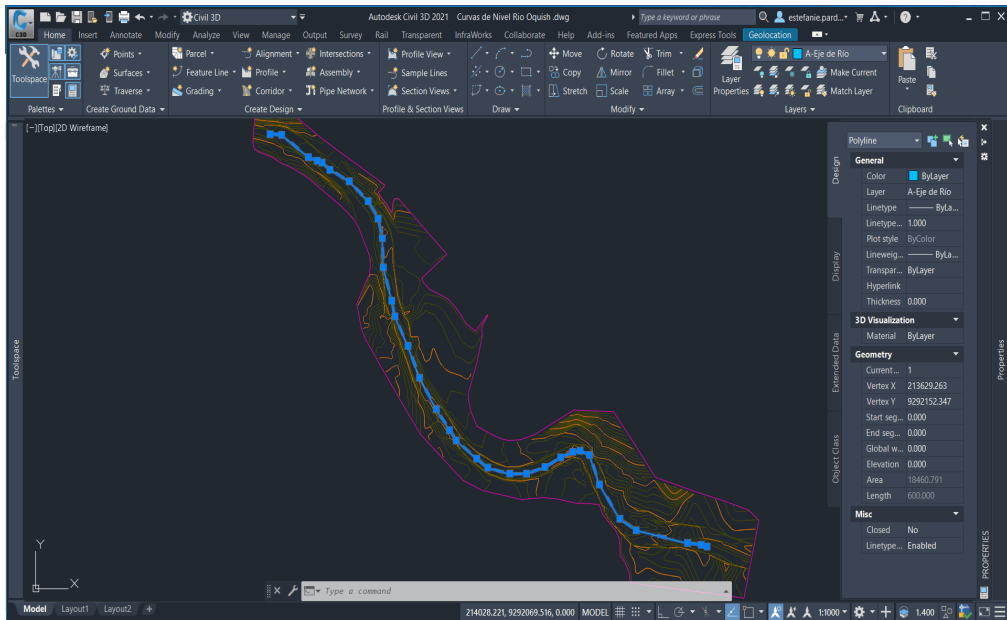 C3D
Civil 3D
Autodesk Civil 3D 2021 Curvas de Nivel Rio Oquish .dwg
Type a keyword or phrase
estefanie.pard...
Home Insert Annotate Modify Analyze View Manage Output Survey Rail Transparent InfraWorks Collaborate Help Add-ins Featured Apps Express Tools Geolocation
Toolspace
Points
Surfaces
Traverse
Parcel
Feature Line
Grading
Alignment
Profile
Corridor
Intersections
Assembly
Pipe Network
Profile View
Sample Lines
Section Views
Move
Copy
Stretch
Rotate
Mirror
Scale
Trim
Fillet
Array
Layer
Properties
A-Eje de Río
Make Current
Match Layer
Paste
Palettes Create Ground Data Create Design Profile & Section Views Draw Modify Layers Clipboard
[−][Top][2D Wireframe]
Toolspace
Polyline
Design
Display
Extended Data
Object Class
General
Color ByLayer
Layer A-Eje de Río
Linetype ByLa...
Linetype... 1.000
Plot style ByColor
Lineweig... ByLa...
Transpar... ByLayer
Hyperlink
Thickness 0.000
3D Visualization
Material ByLayer
Geometry
Current... 1
Vertex X 213629.263
Vertex Y 9292152.347
Start seg... 0.000
End seg... 0.000
Global w... 0.000
Elevation 0.000
Area 18460.791
Length 600.000
Misc
Closed No
Linetype... Enabled
Properties
PROPERTIES
Y
X
Type a command
Model Layout1 Layout2 +
214028.221, 9292069.516, 0.000 MODEL 1:1000 1.400